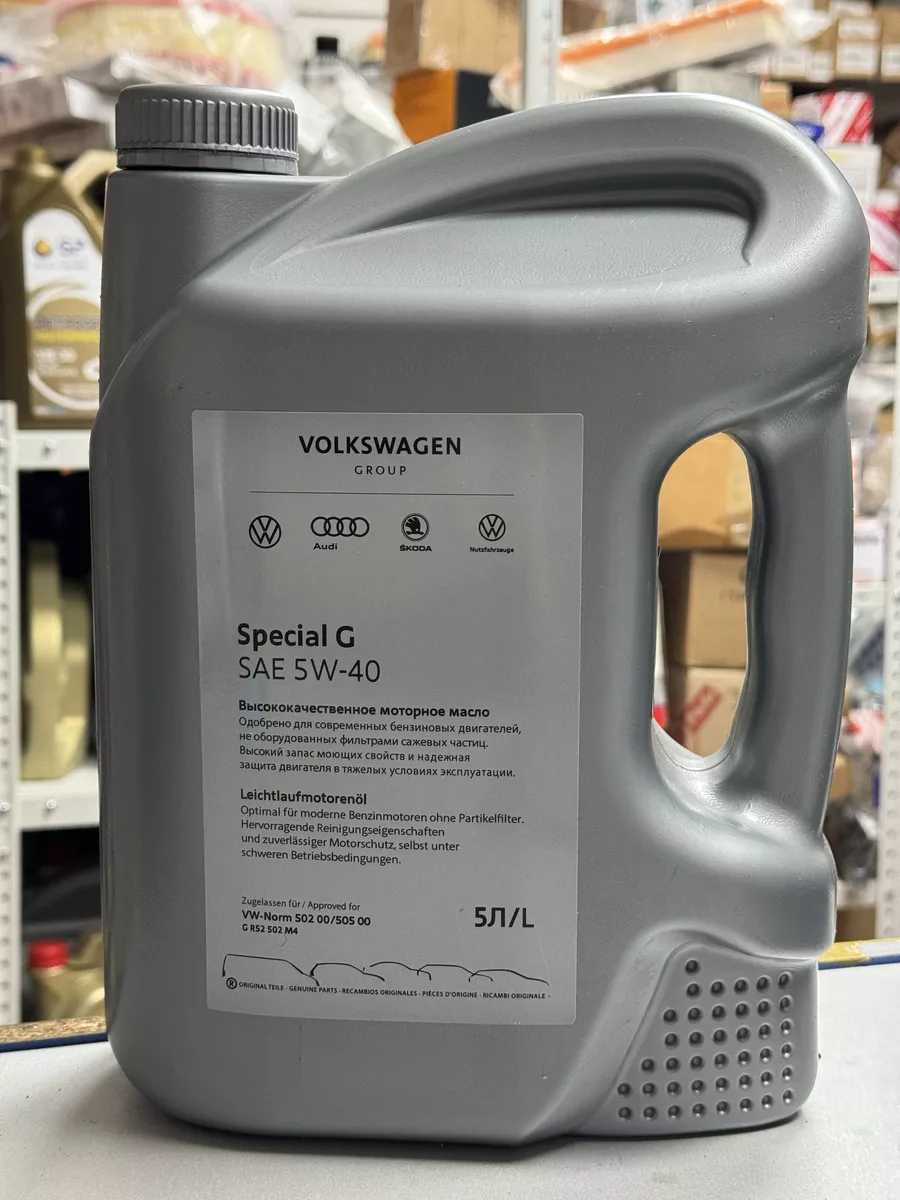 VOLKSWAGEN
GROUP
Audi
ŠKODA
Nutzfahrzeuge
Special G
SAE 5W-40
Высококачественное моторное масло
Одобрено для современных бензиновых двигателей,
не оборудованных фильтрами сажевых частиц.
Высокий запас моющих свойств и надежная
защита двигателя в тяжелых условиях эксплуатации.
Leichtlaufmotorenöl
Optimal für moderne Benzinmotoren ohne Partikelfilter.
Hervorragende Reinigungseigenschaften
und zuverlässiger Motorschutz, selbst unter
schweren Betriebsbedingungen.
Zugelassen für / Approved for
VW-Norm 502 00/505 00
G R52 502 M4
5Л/L
® ORIGINAL TEILE · GENUINE PARTS · RECAMBIOS ORIGINALES · PIÈCES D'ORIGINE · RICAMBI ORIGINALE ·